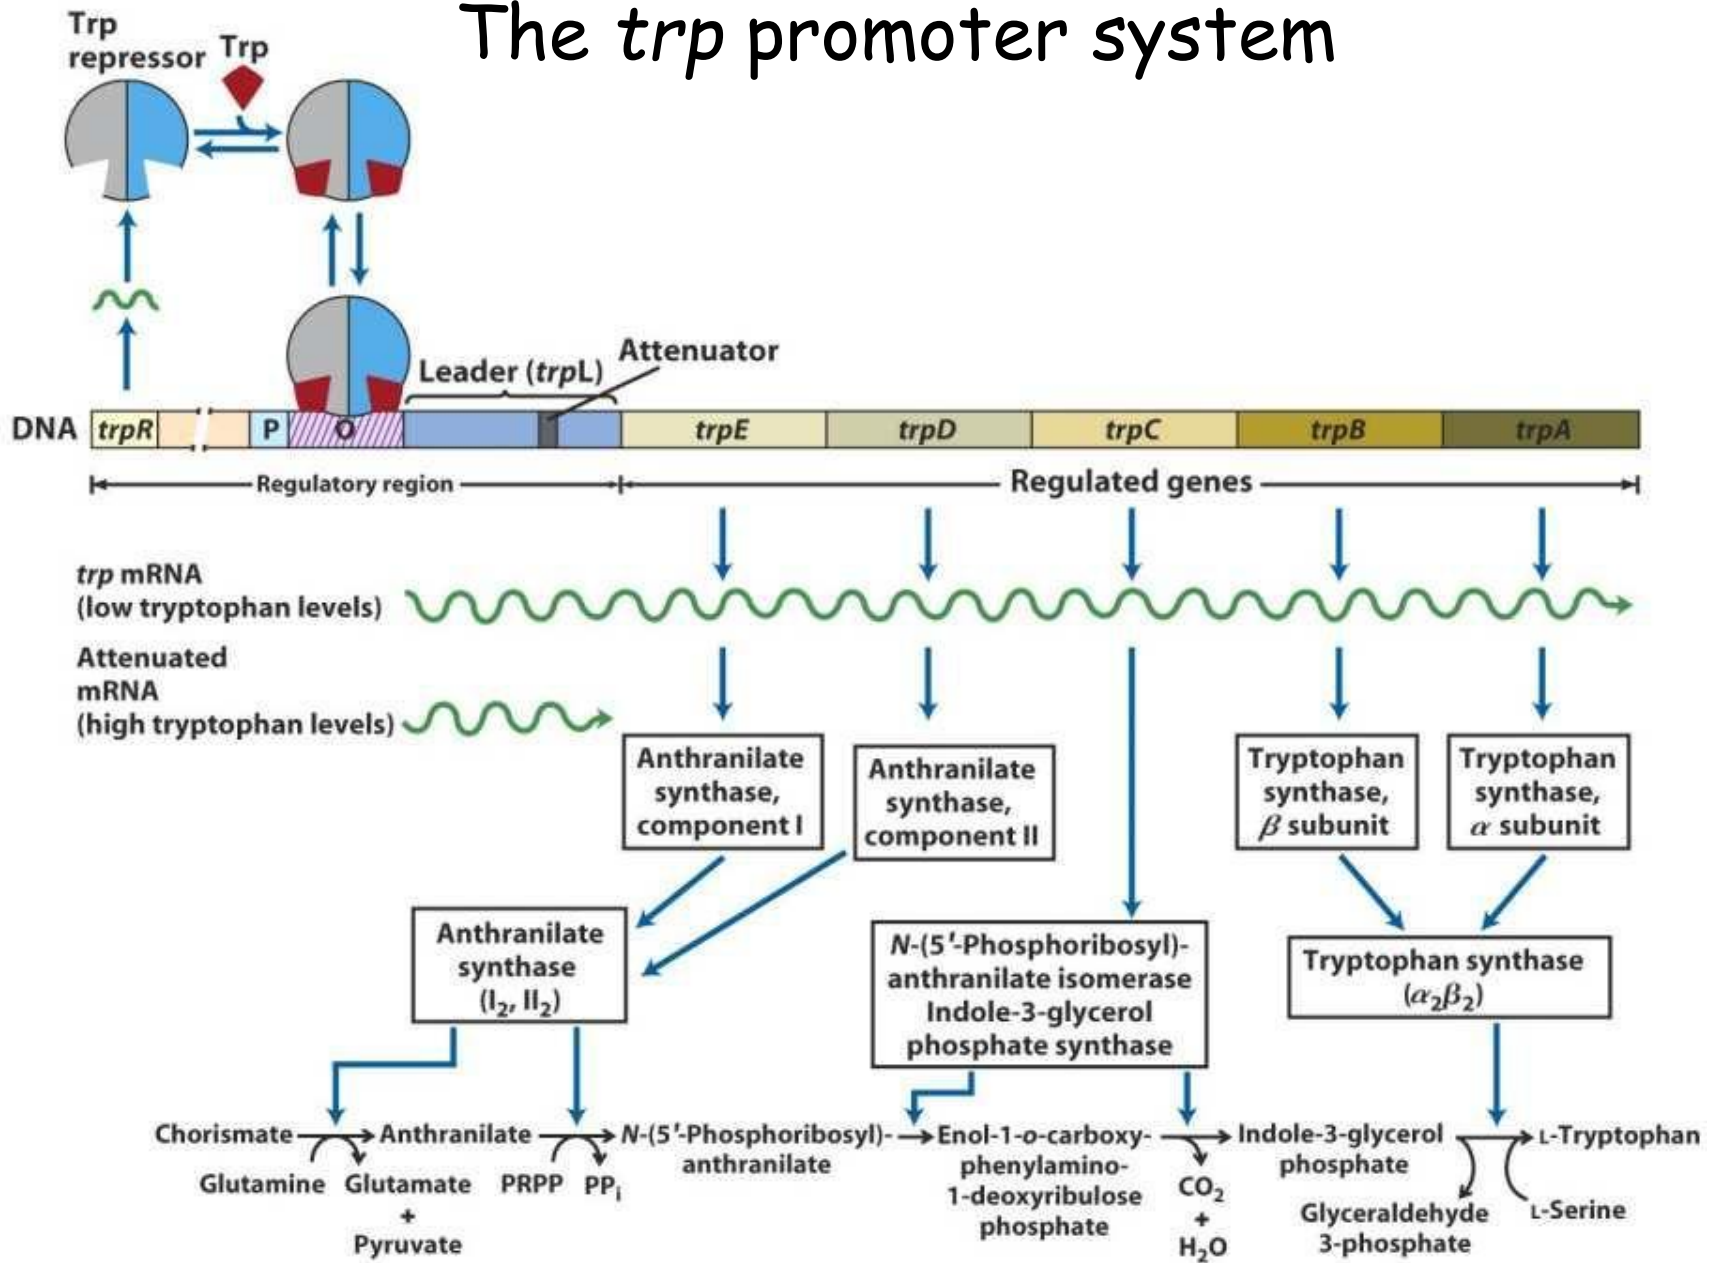 The trp promoter system
Trp
repressor
Trp
Leader (trpL)
Attenuator
DNA
trpR
P
O
trpE
trpD
trpC
trpB
trpA
Regulatory region
Regulated genes
trp mRNA
(low tryptophan levels)
Attenuated
mRNA
(high tryptophan levels)
Anthranilate
synthase,
component I
Anthranilate
synthase,
component II
Tryptophan
synthase,
β subunit
Tryptophan
synthase,
α subunit
Anthranilate
synthase
(I₂, II₂)
N-(5′-Phosphoribosyl)-
anthranilate isomerase
Indole-3-glycerol
phosphate synthase
Tryptophan synthase
(α₂β₂)
Chorismate
Glutamine
Glutamate
+
Pyruvate
Anthranilate
PRPP
PPᵢ
N-(5′-Phosphoribosyl)-
anthranilate
Enol-1-o-carboxy-
phenylamino-
1-deoxyribulose
phosphate
CO₂
+
H₂O
Indole-3-glycerol
phosphate
Glyceraldehyde
3-phosphate
L-Serine
L-Tryptophan